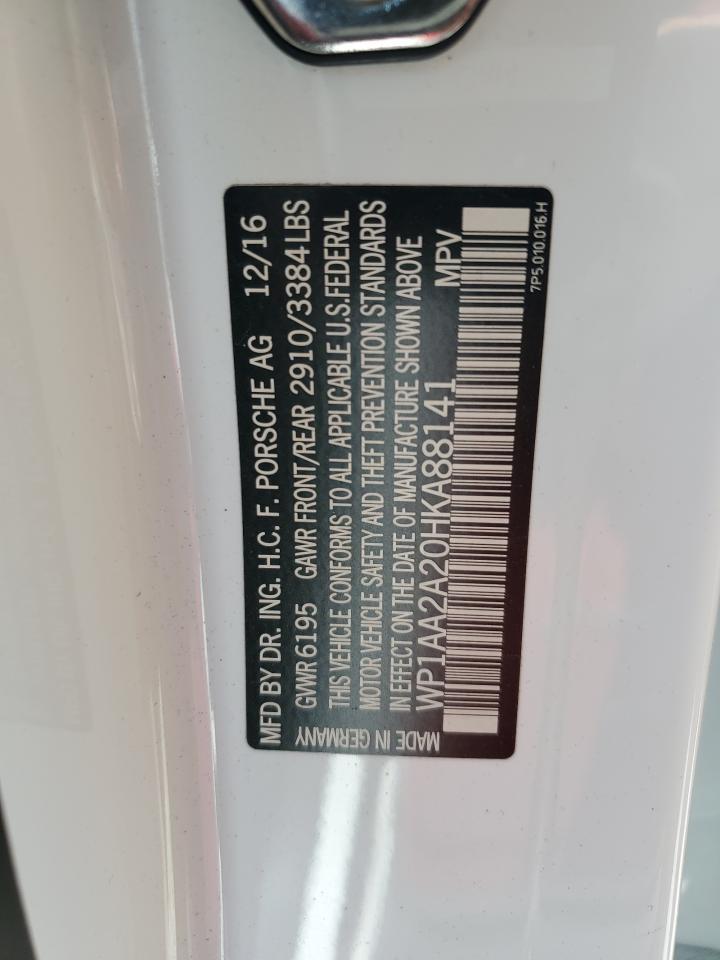 MFD BY DR. ING. H.C. F. PORSCHE AG 12/16
GVWR 6195 GAWR FRONT/REAR 2910/3384 LBS
THIS VEHICLE CONFORMS TO ALL APPLICABLE U.S.FEDERAL
MOTOR VEHICLE SAFETY AND THEFT PREVENTION STANDARDS
IN EFFECT ON THE DATE OF MANUFACTURE SHOWN ABOVE
WP1AA2A20HKA88141 MPV
MADE IN GERMANY
7P5.010.016.H